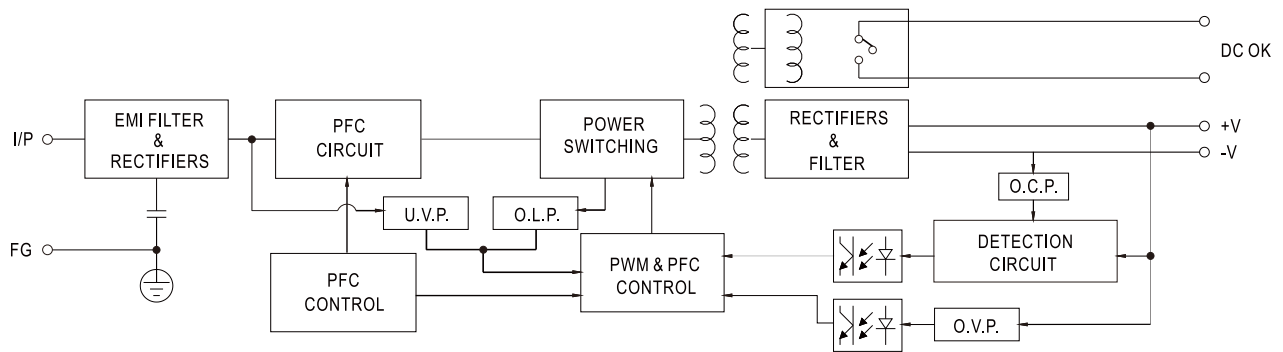 DC OK
I/P
EMI FILTER
&
RECTIFIERS
PFC
CIRCUIT
POWER
SWITCHING
RECTIFIERS
&
FILTER
+V
-V
O.C.P.
U.V.P.
O.L.P.
FG
PFC
CONTROL
PWM & PFC
CONTROL
DETECTION
CIRCUIT
O.V.P.